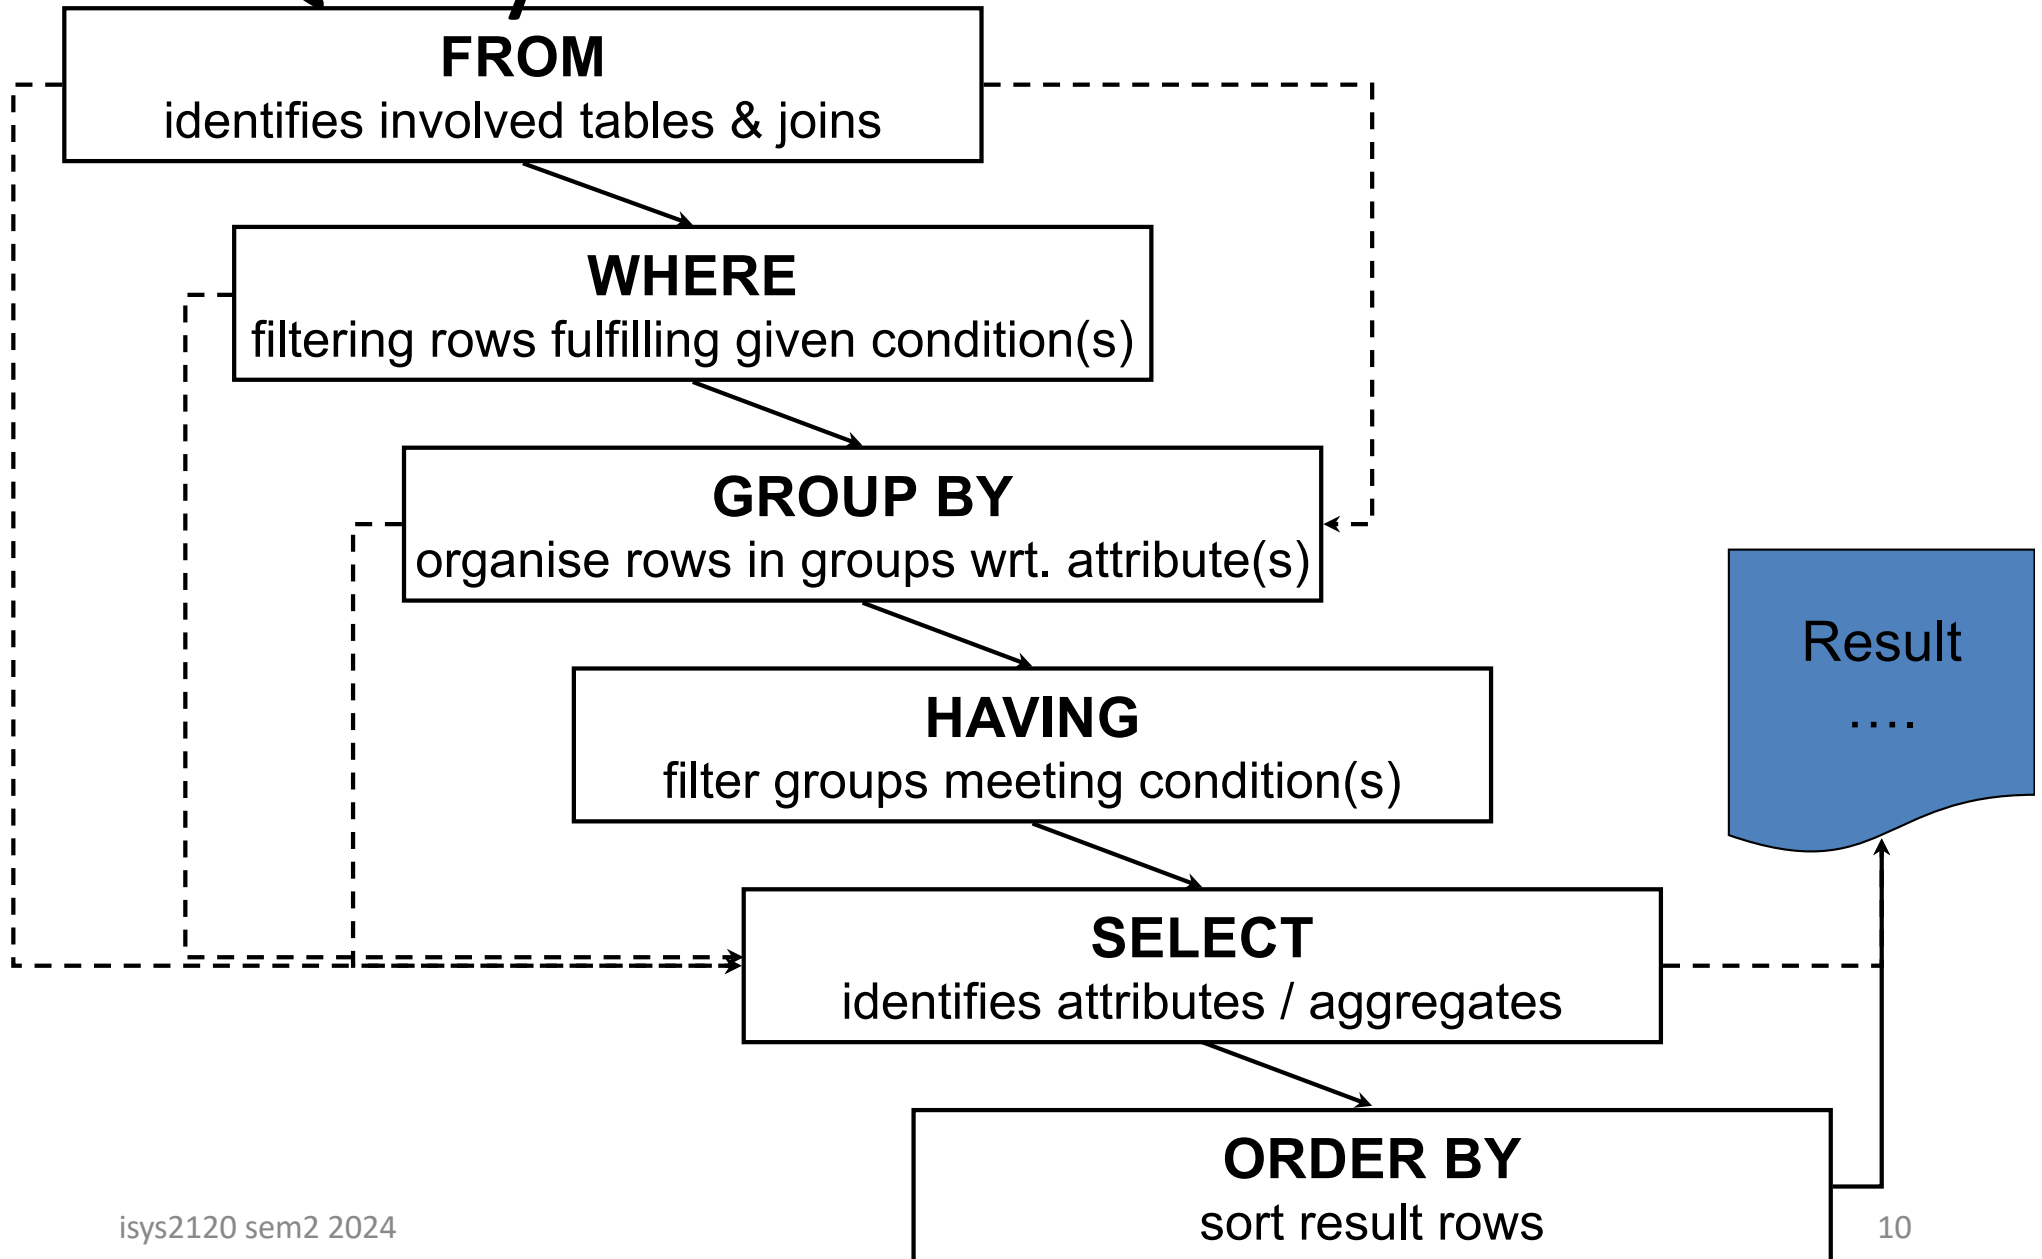 FROM
identifies involved tables & joins
WHERE
filtering rows fulfilling given condition(s)
GROUP BY
organise rows in groups wrt. attribute(s)
HAVING
filter groups meeting condition(s)
Result
....
SELECT
identifies attributes / aggregates
ORDER BY
sort result rows
isys2120 sem2 2024
10